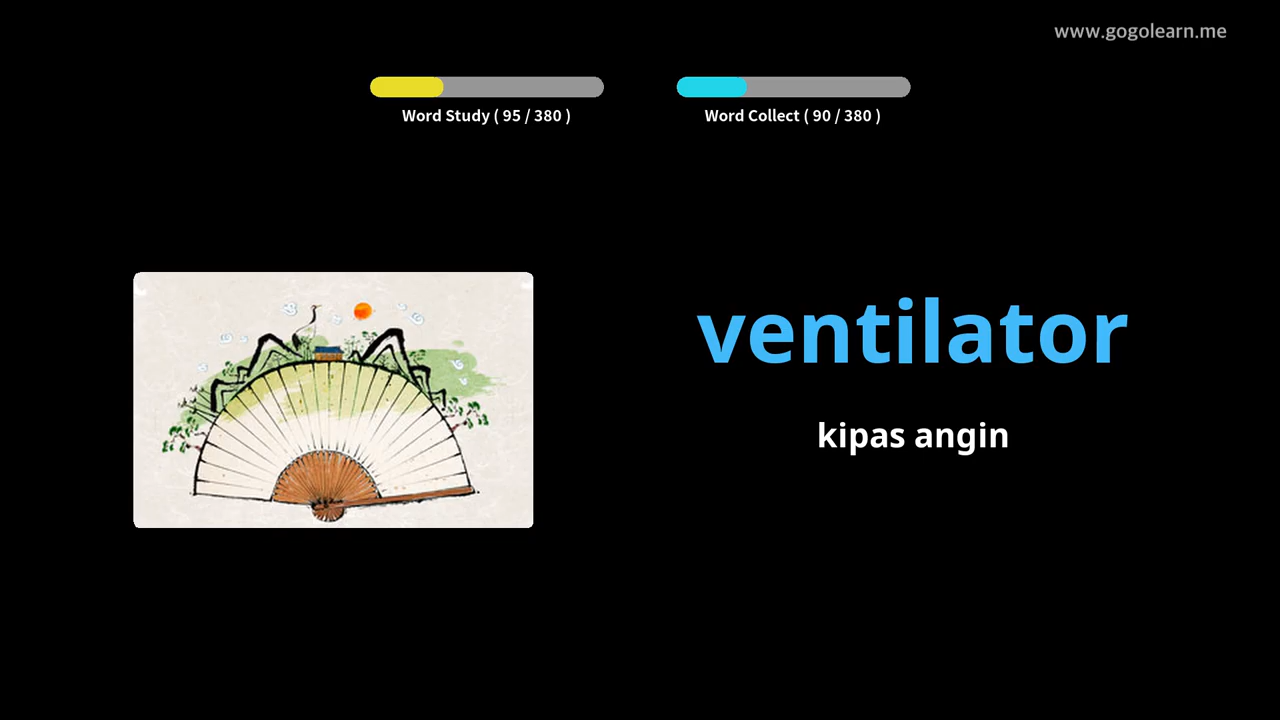 www.gogolearn.me
Word Study ( 95 / 380 )
Word Collect ( 90 / 380 )
ventilator
kipas angin